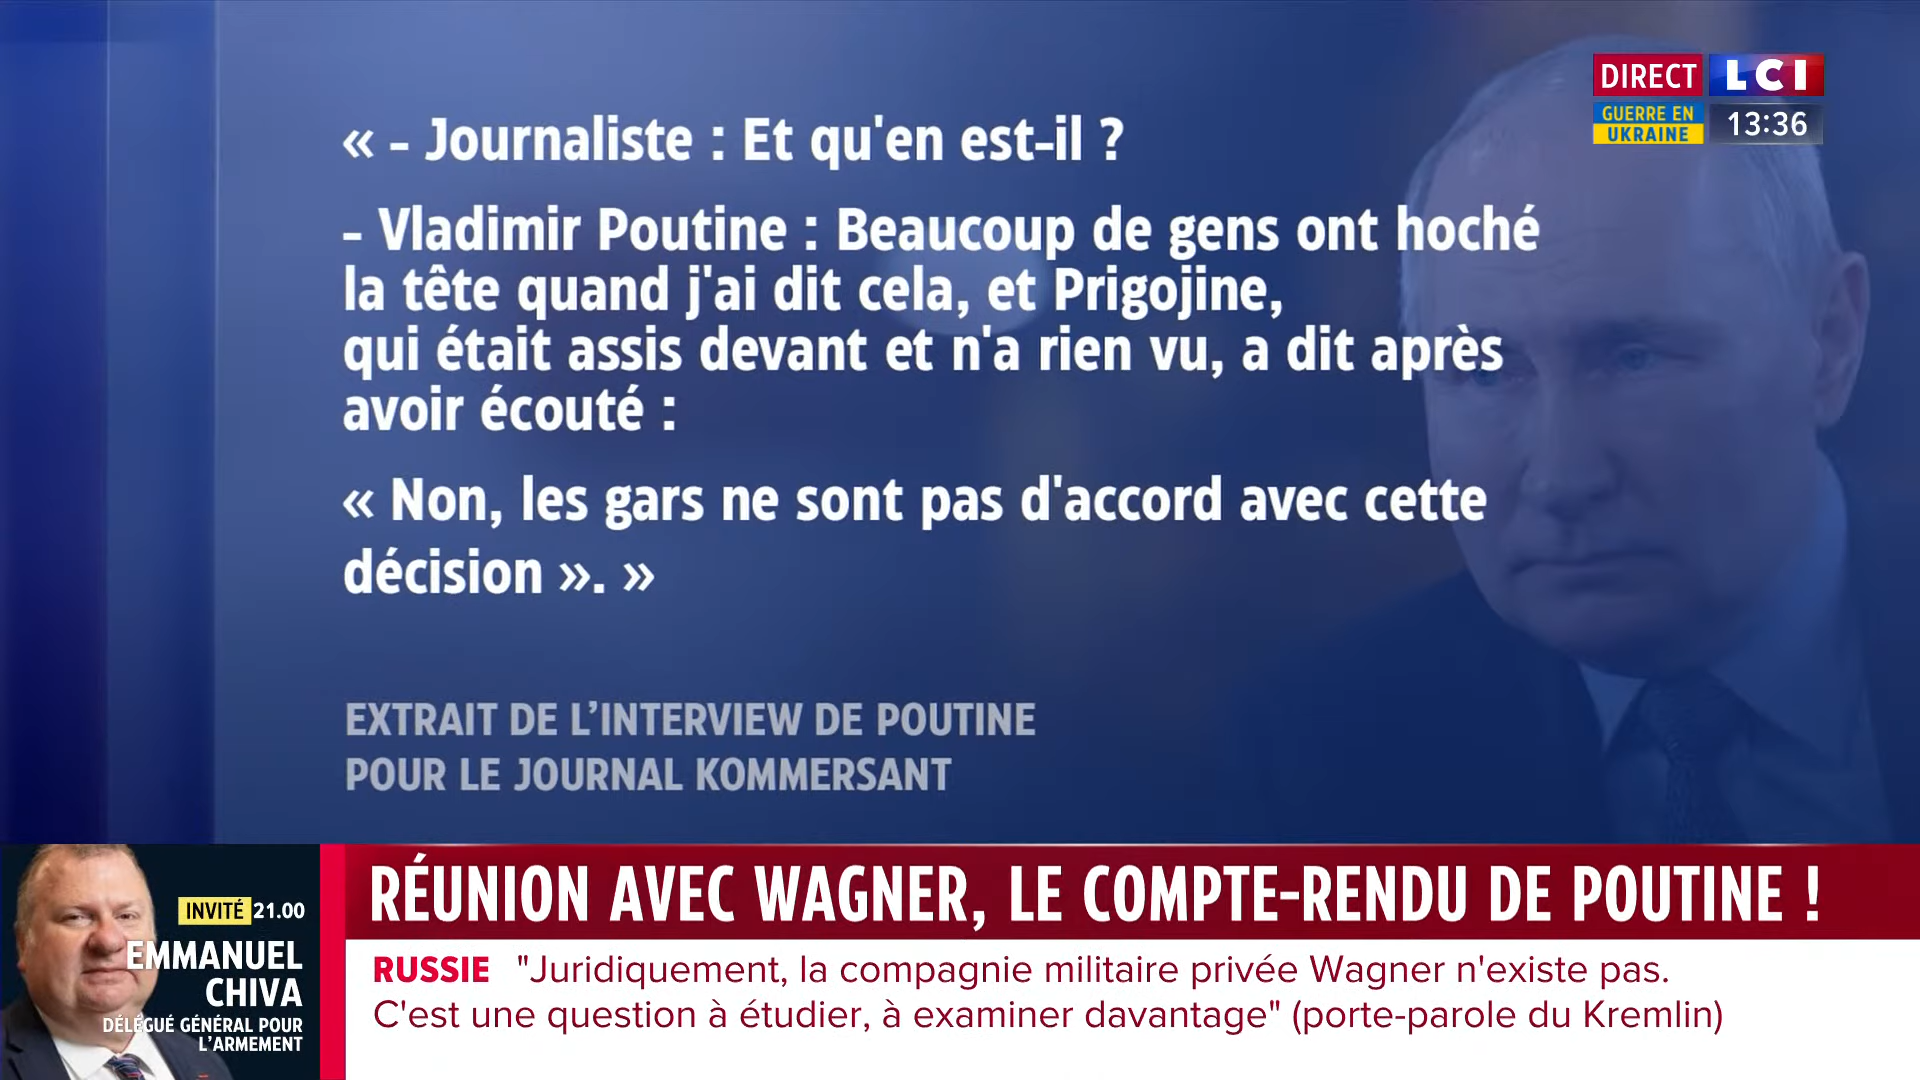 DIRECT LCI
GUERRE EN
UKRAINE
13:36
« - Journaliste : Et qu'en est-il ?
- Vladimir Poutine : Beaucoup de gens ont hoché
la tête quand j'ai dit cela, et Prigojine,
qui était assis devant et n'a rien vu, a dit après
avoir écouté :
« Non, les gars ne sont pas d'accord avec cette
décision ». »
EXTRAIT DE L’INTERVIEW DE POUTINE
POUR LE JOURNAL KOMMERSANT
INVITÉ 21.00
EMMANUEL
CHIVA
DÉLÉGUÉ GÉNÉRAL POUR
L’ARMEMENT
RÉUNION AVEC WAGNER, LE COMPTE-RENDU DE POUTINE !
RUSSIE "Juridiquement, la compagnie militaire privée Wagner n'existe pas.
C'est une question à étudier, à examiner davantage" (porte-parole du Kremlin)